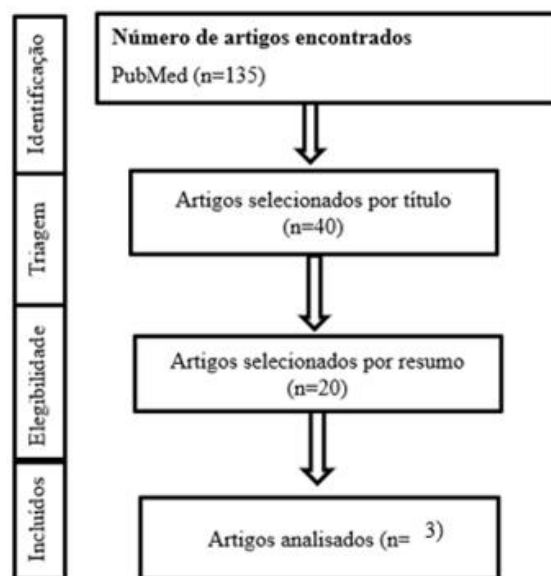 Identificação
Número de artigos encontrados
PubMed (n=135)
Triagem
Artigos selecionados por título
(n=40)
Elegibilidade
Artigos selecionados por resumo
(n=20)
Incluídos
Artigos analisados (n= 3)